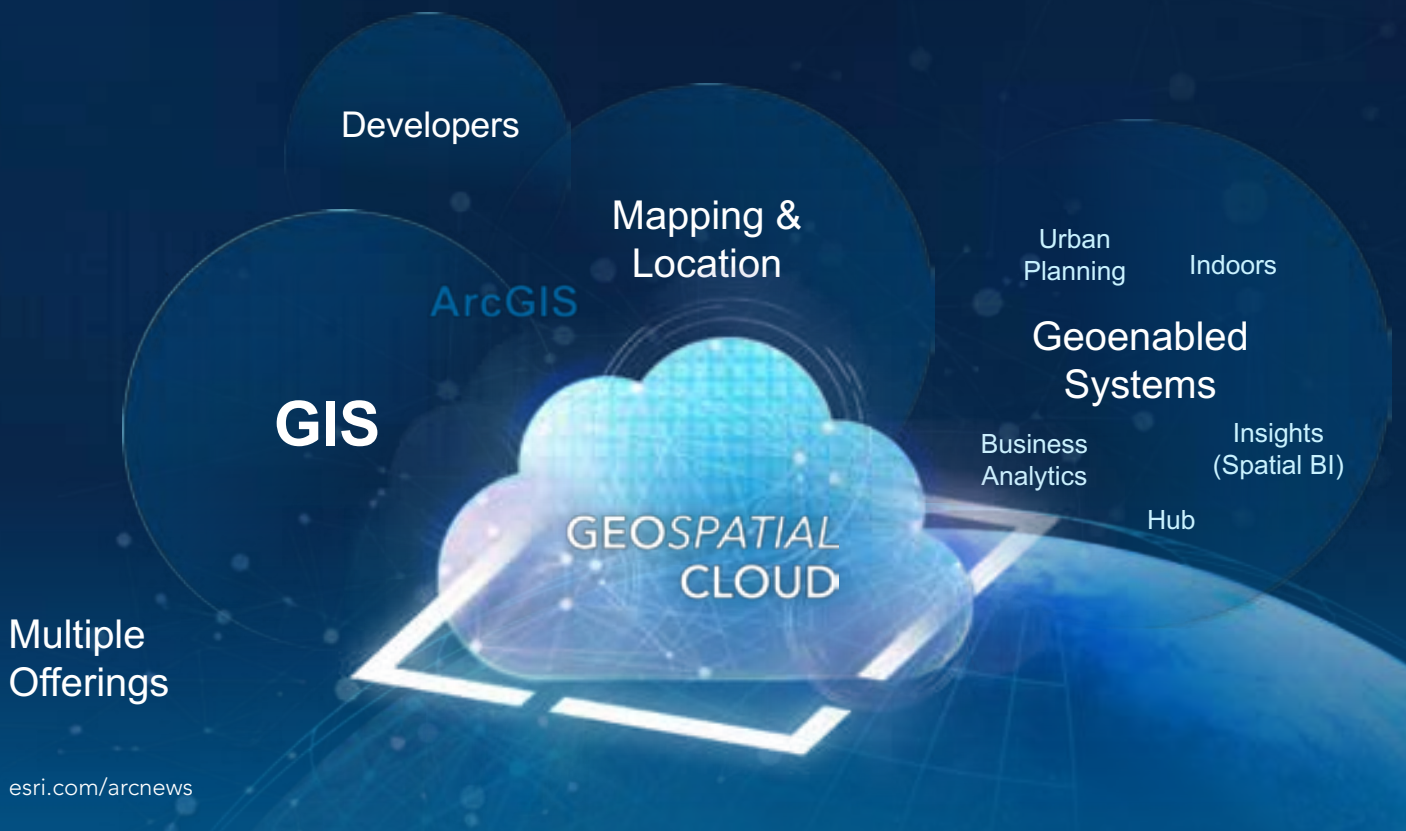 Developers
Mapping &
Location
Urban
Planning
Indoors
ArcGIS
Geoenabled
Systems
GIS
Business
Analytics
Insights
(Spatial BI)
Hub
GEOSPATIAL
CLOUD
Multiple
Offerings
esri.com/arcnews